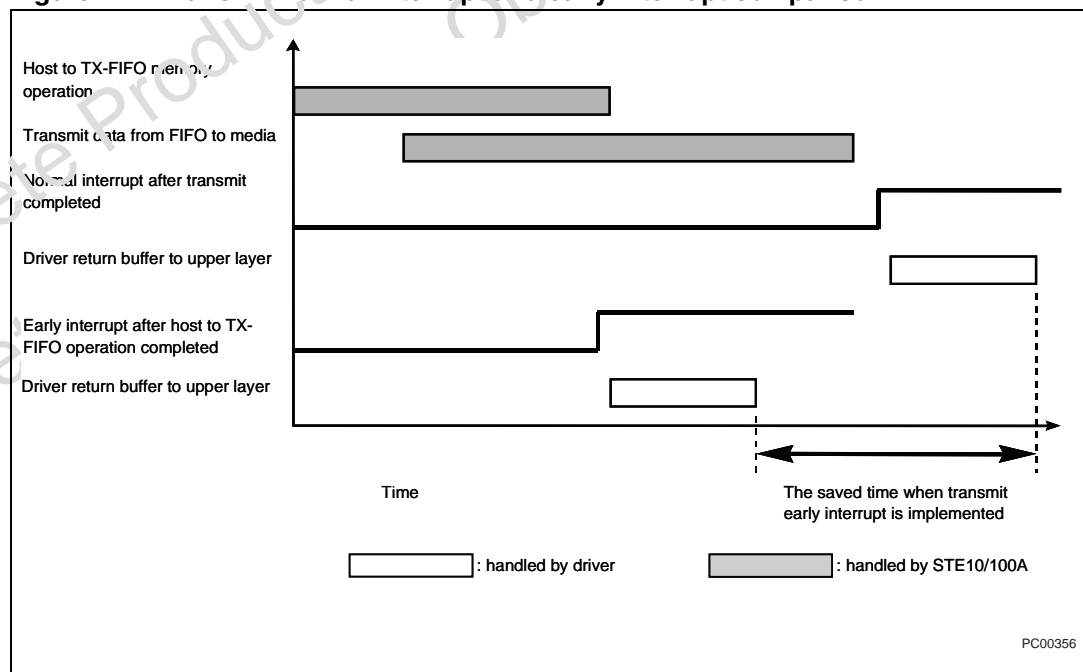 Host to TX-FIFO memory
operation
Transmit data from FIFO to media
Normal interrupt after transmit
completed
Driver return buffer to upper layer
Early interrupt after host to TX-
FIFO operation completed
Driver return buffer to upper layer
Time
The saved time when transmit
early interrupt is implemented
: handled by driver
: handled by STE10/100A
PC00356